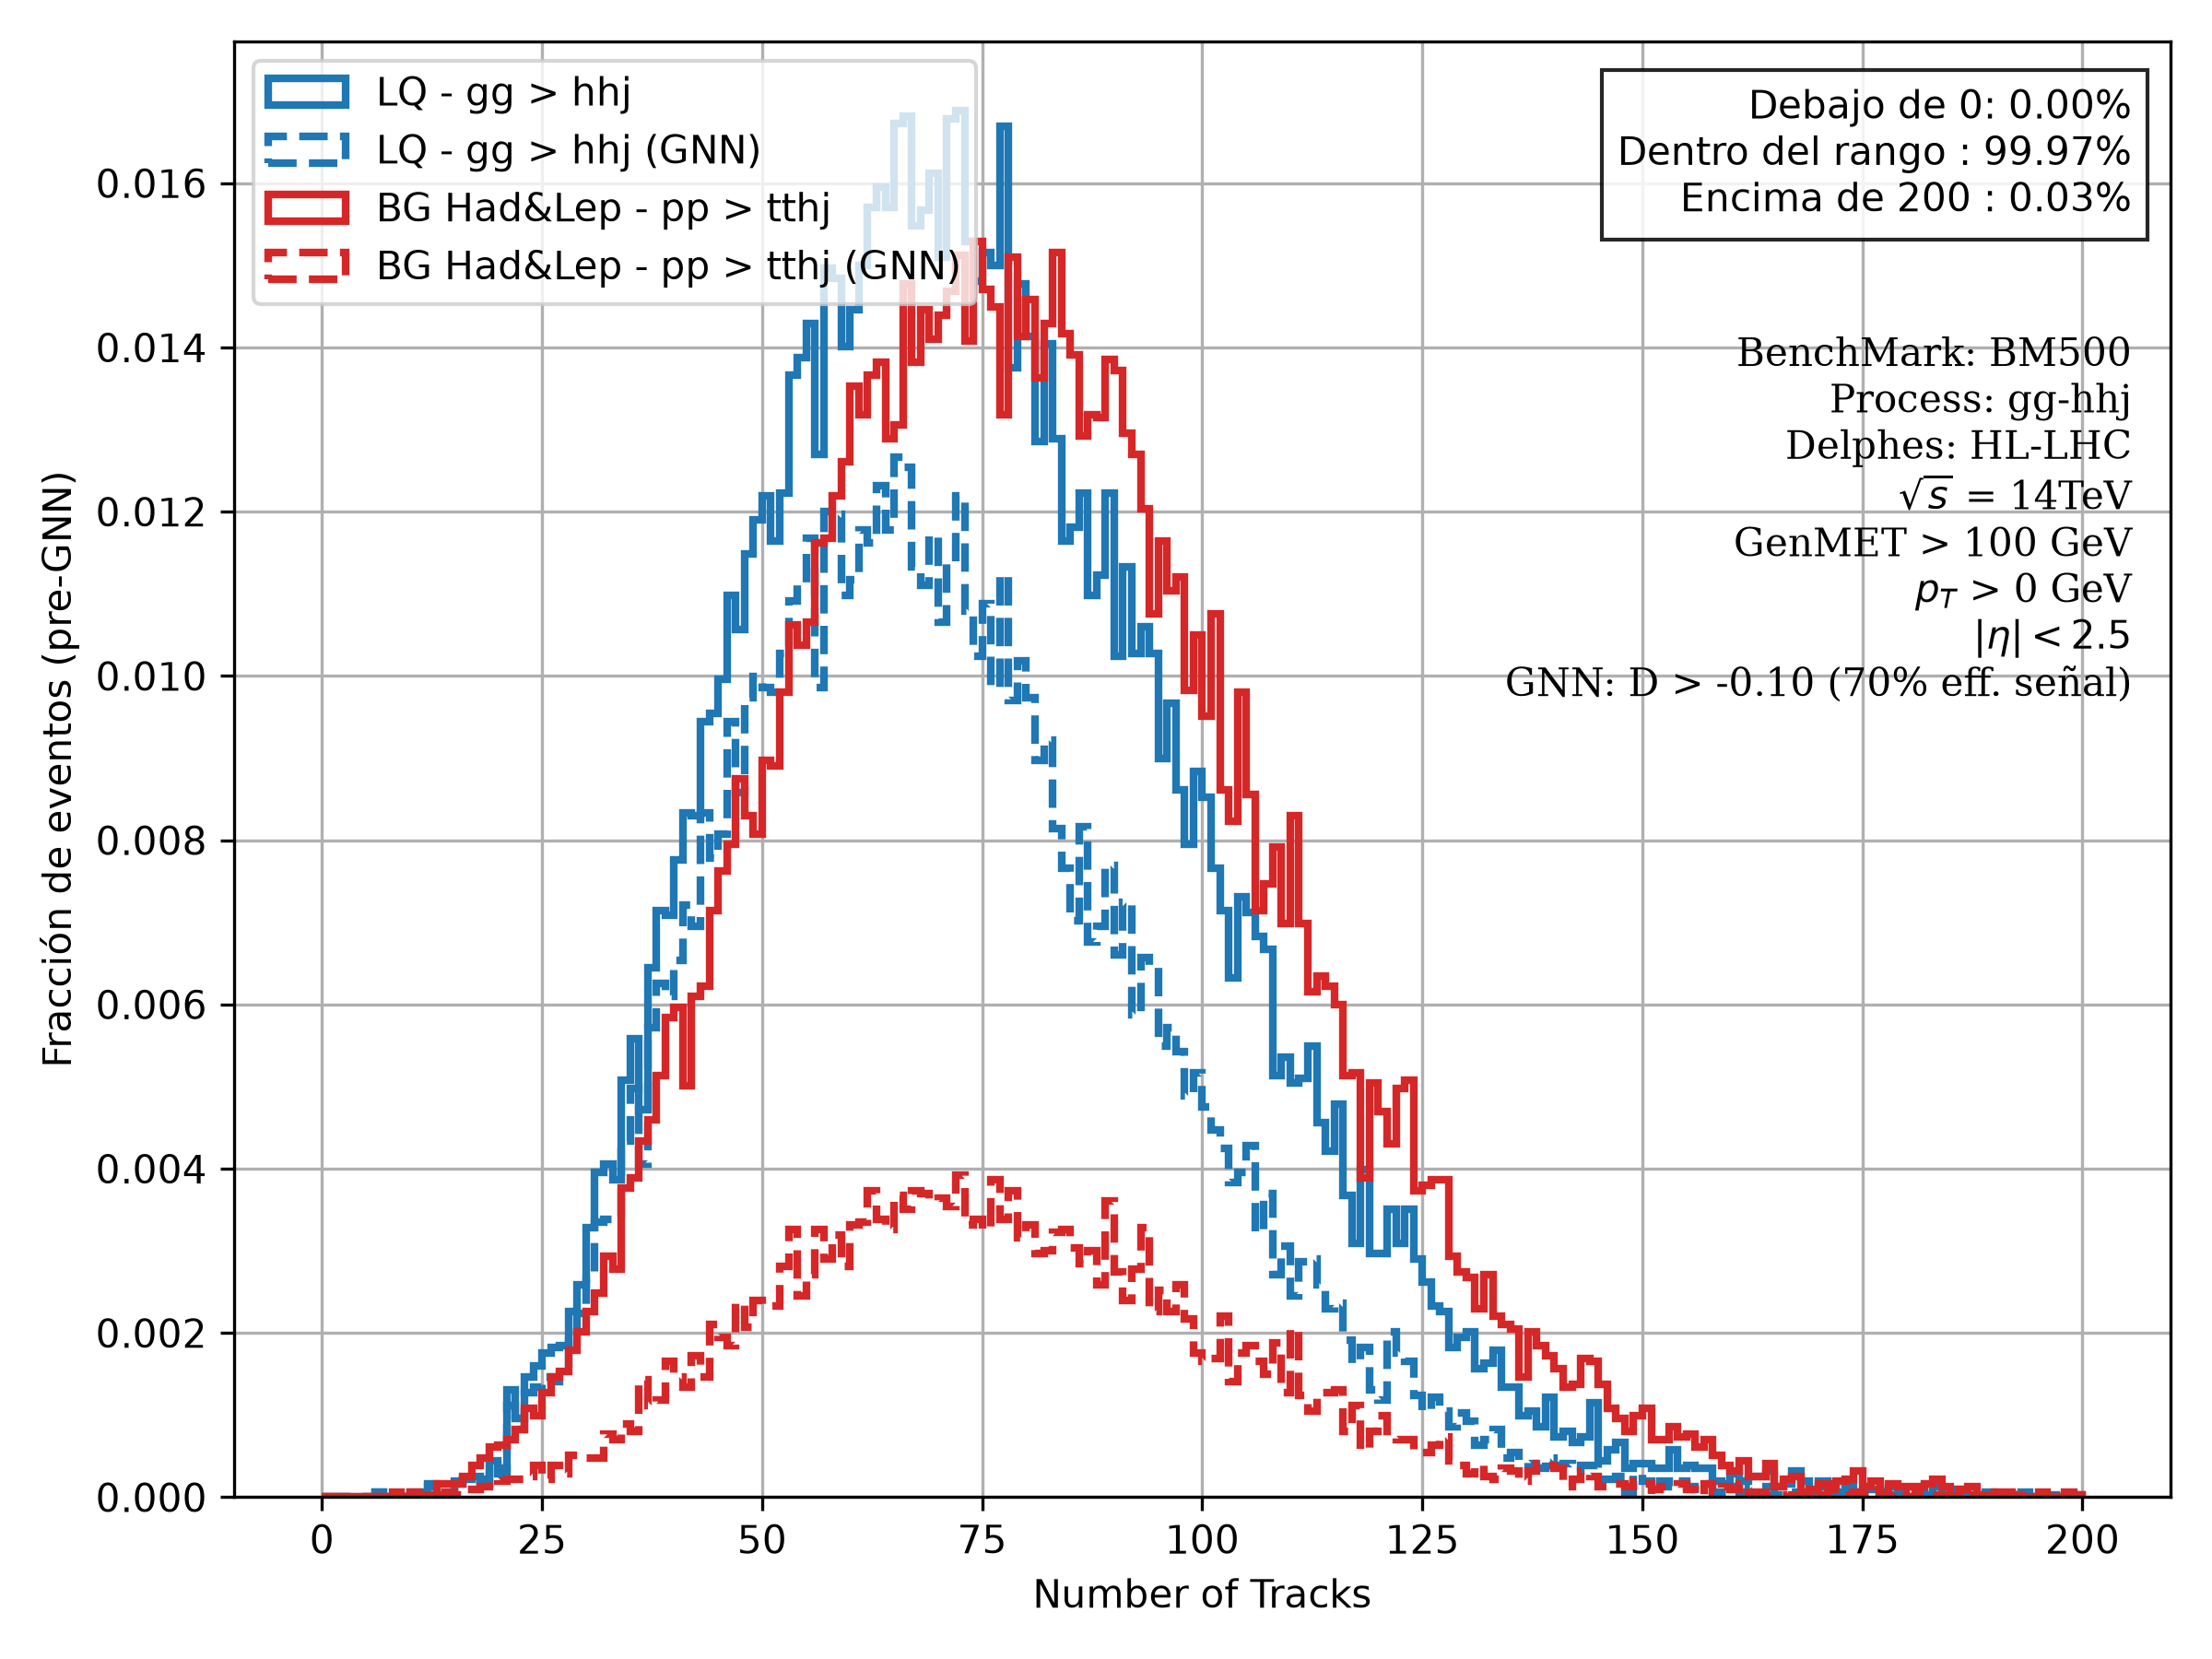 LQ - gg > hhj
LQ - gg > hhj (GNN)
BG Had&Lep - pp > tthj
BG Had&Lep - pp > tthj (GNN)
Debajo de 0: 0.00%
Dentro del rango : 99.97%
Encima de 200 : 0.03%
BenchMark: BM500
Process: gg-hhj
Delphes: HL-LHC
√s = 14TeV
GenMET > 100 GeV
p_T > 0 GeV
|η| < 2.5
GNN: D > -0.10 (70% eff. señal)
Fracción de eventos (pre-GNN)
0.016
0.014
0.012
0.010
0.008
0.006
0.004
0.002
0.000
0 25 50 75 100 125 150 175 200
Number of Tracks